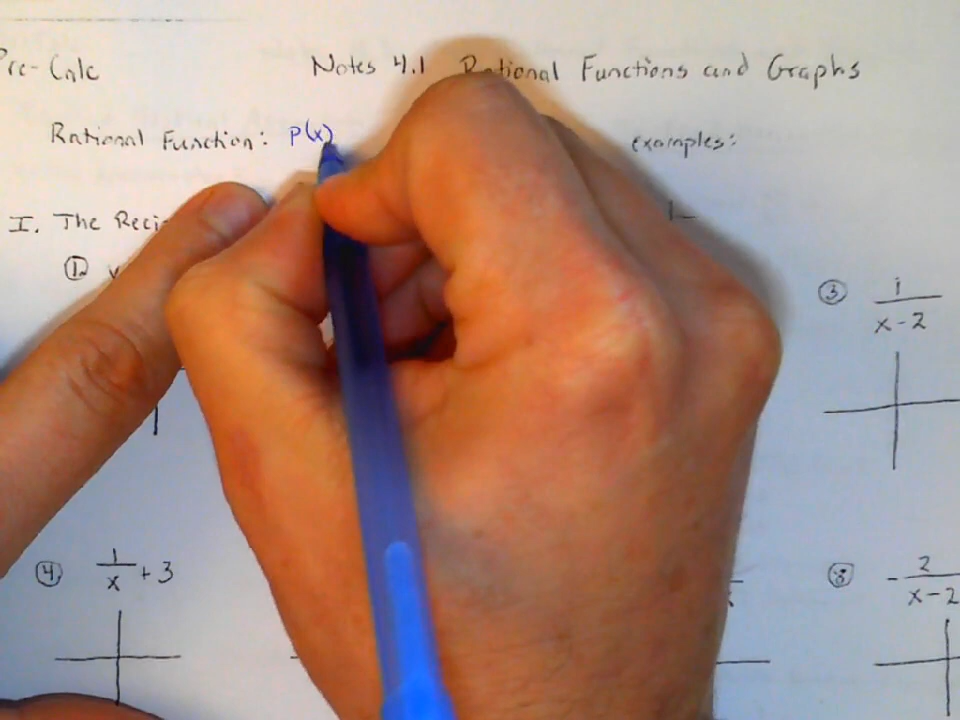 Pre-Calc Notes 4.1 Rational Functions and Graphs
Rational Function: P(x) examples:
I. The
①
③ 1/(x-2)
④ 1/x + 3
⑧ -2/(x-2